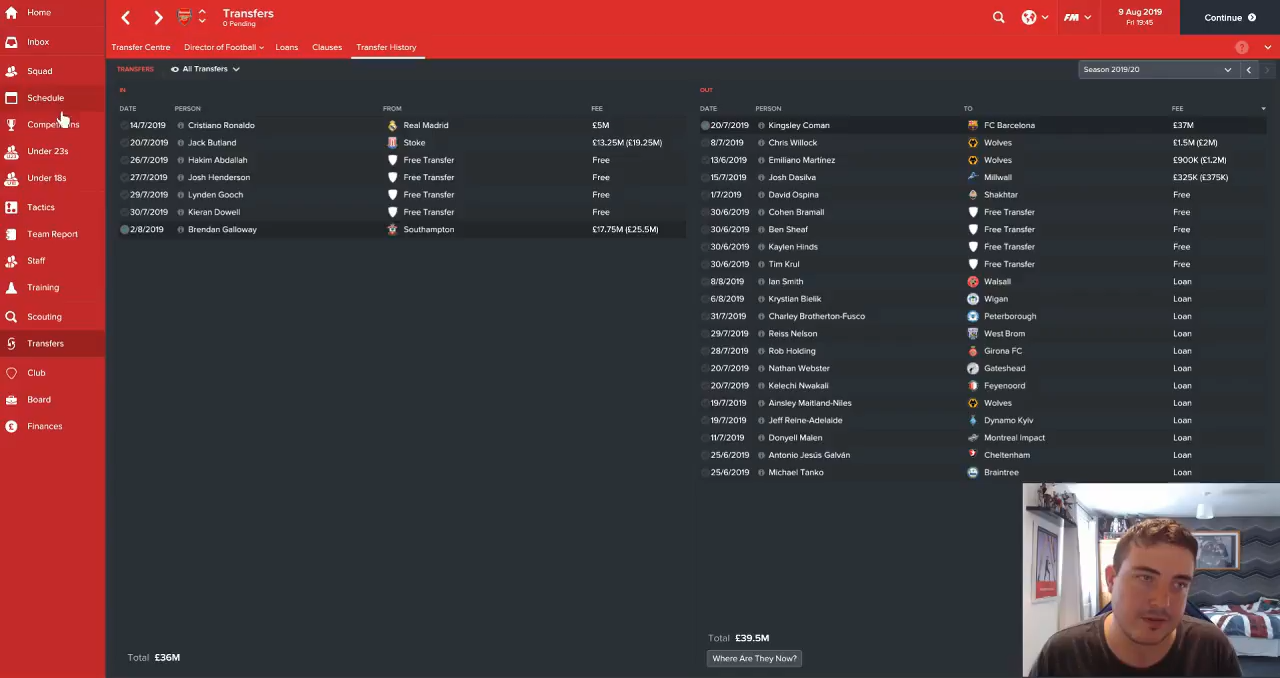 Home
Inbox
Squad
Schedule
Under 23s
Under 18s
Tactics
Team Report
Staff
Training
Scouting
Transfers
Club
Board
Finances
Transfers
0 Pending
FM
9 Aug 2019
Fri 19:45
Continue
Transfer Centre Director of Football Loans Clauses Transfer History
TRANSFERS All Transfers
Season 2019/20
IN
DATE PERSON FROM FEE
14/7/2019 Cristiano Ronaldo Real Madrid £5M
20/7/2019 Jack Butland Stoke £13.25M (£19.25M)
26/7/2019 Hakim Abdallah Free Transfer Free
27/7/2019 Josh Henderson Free Transfer Free
29/7/2019 Lynden Gooch Free Transfer Free
30/7/2019 Kieran Dowell Free Transfer Free
2/8/2019 Brendan Galloway Southampton £17.75M (£25.5M)
Total £36M
OUT
DATE PERSON TO FEE
20/7/2019 Kingsley Coman FC Barcelona £37M
8/7/2019 Chris Willock Wolves £1.5M (£2M)
13/6/2019 Emiliano Martínez Wolves £900K (£1.2M)
15/7/2019 Josh Dasilva Millwall £325K (£375K)
1/7/2019 David Ospina Shakhtar Free
30/6/2019 Cohen Bramall Free Transfer Free
30/6/2019 Ben Sheaf Free Transfer Free
30/6/2019 Kaylen Hinds Free Transfer Free
30/6/2019 Tim Krul Free Transfer Free
8/8/2019 Ian Smith Walsall Loan
6/8/2019 Krystian Bielik Wigan Loan
31/7/2019 Charley Brotherton-Fusco Peterborough Loan
29/7/2019 Reiss Nelson West Brom Loan
28/7/2019 Rob Holding Girona FC Loan
20/7/2019 Nathan Webster Gateshead Loan
20/7/2019 Kelechi Nwakali Feyenoord Loan
19/7/2019 Ainsley Maitland-Niles Wolves Loan
19/7/2019 Jeff Reine-Adelaide Dynamo Kyiv Loan
11/7/2019 Donyell Malen Montreal Impact Loan
25/6/2019 Antonio Jesús Galván Cheltenham Loan
25/6/2019 Michael Tanko Braintree Loan
Total £39.5M
Where Are They Now?